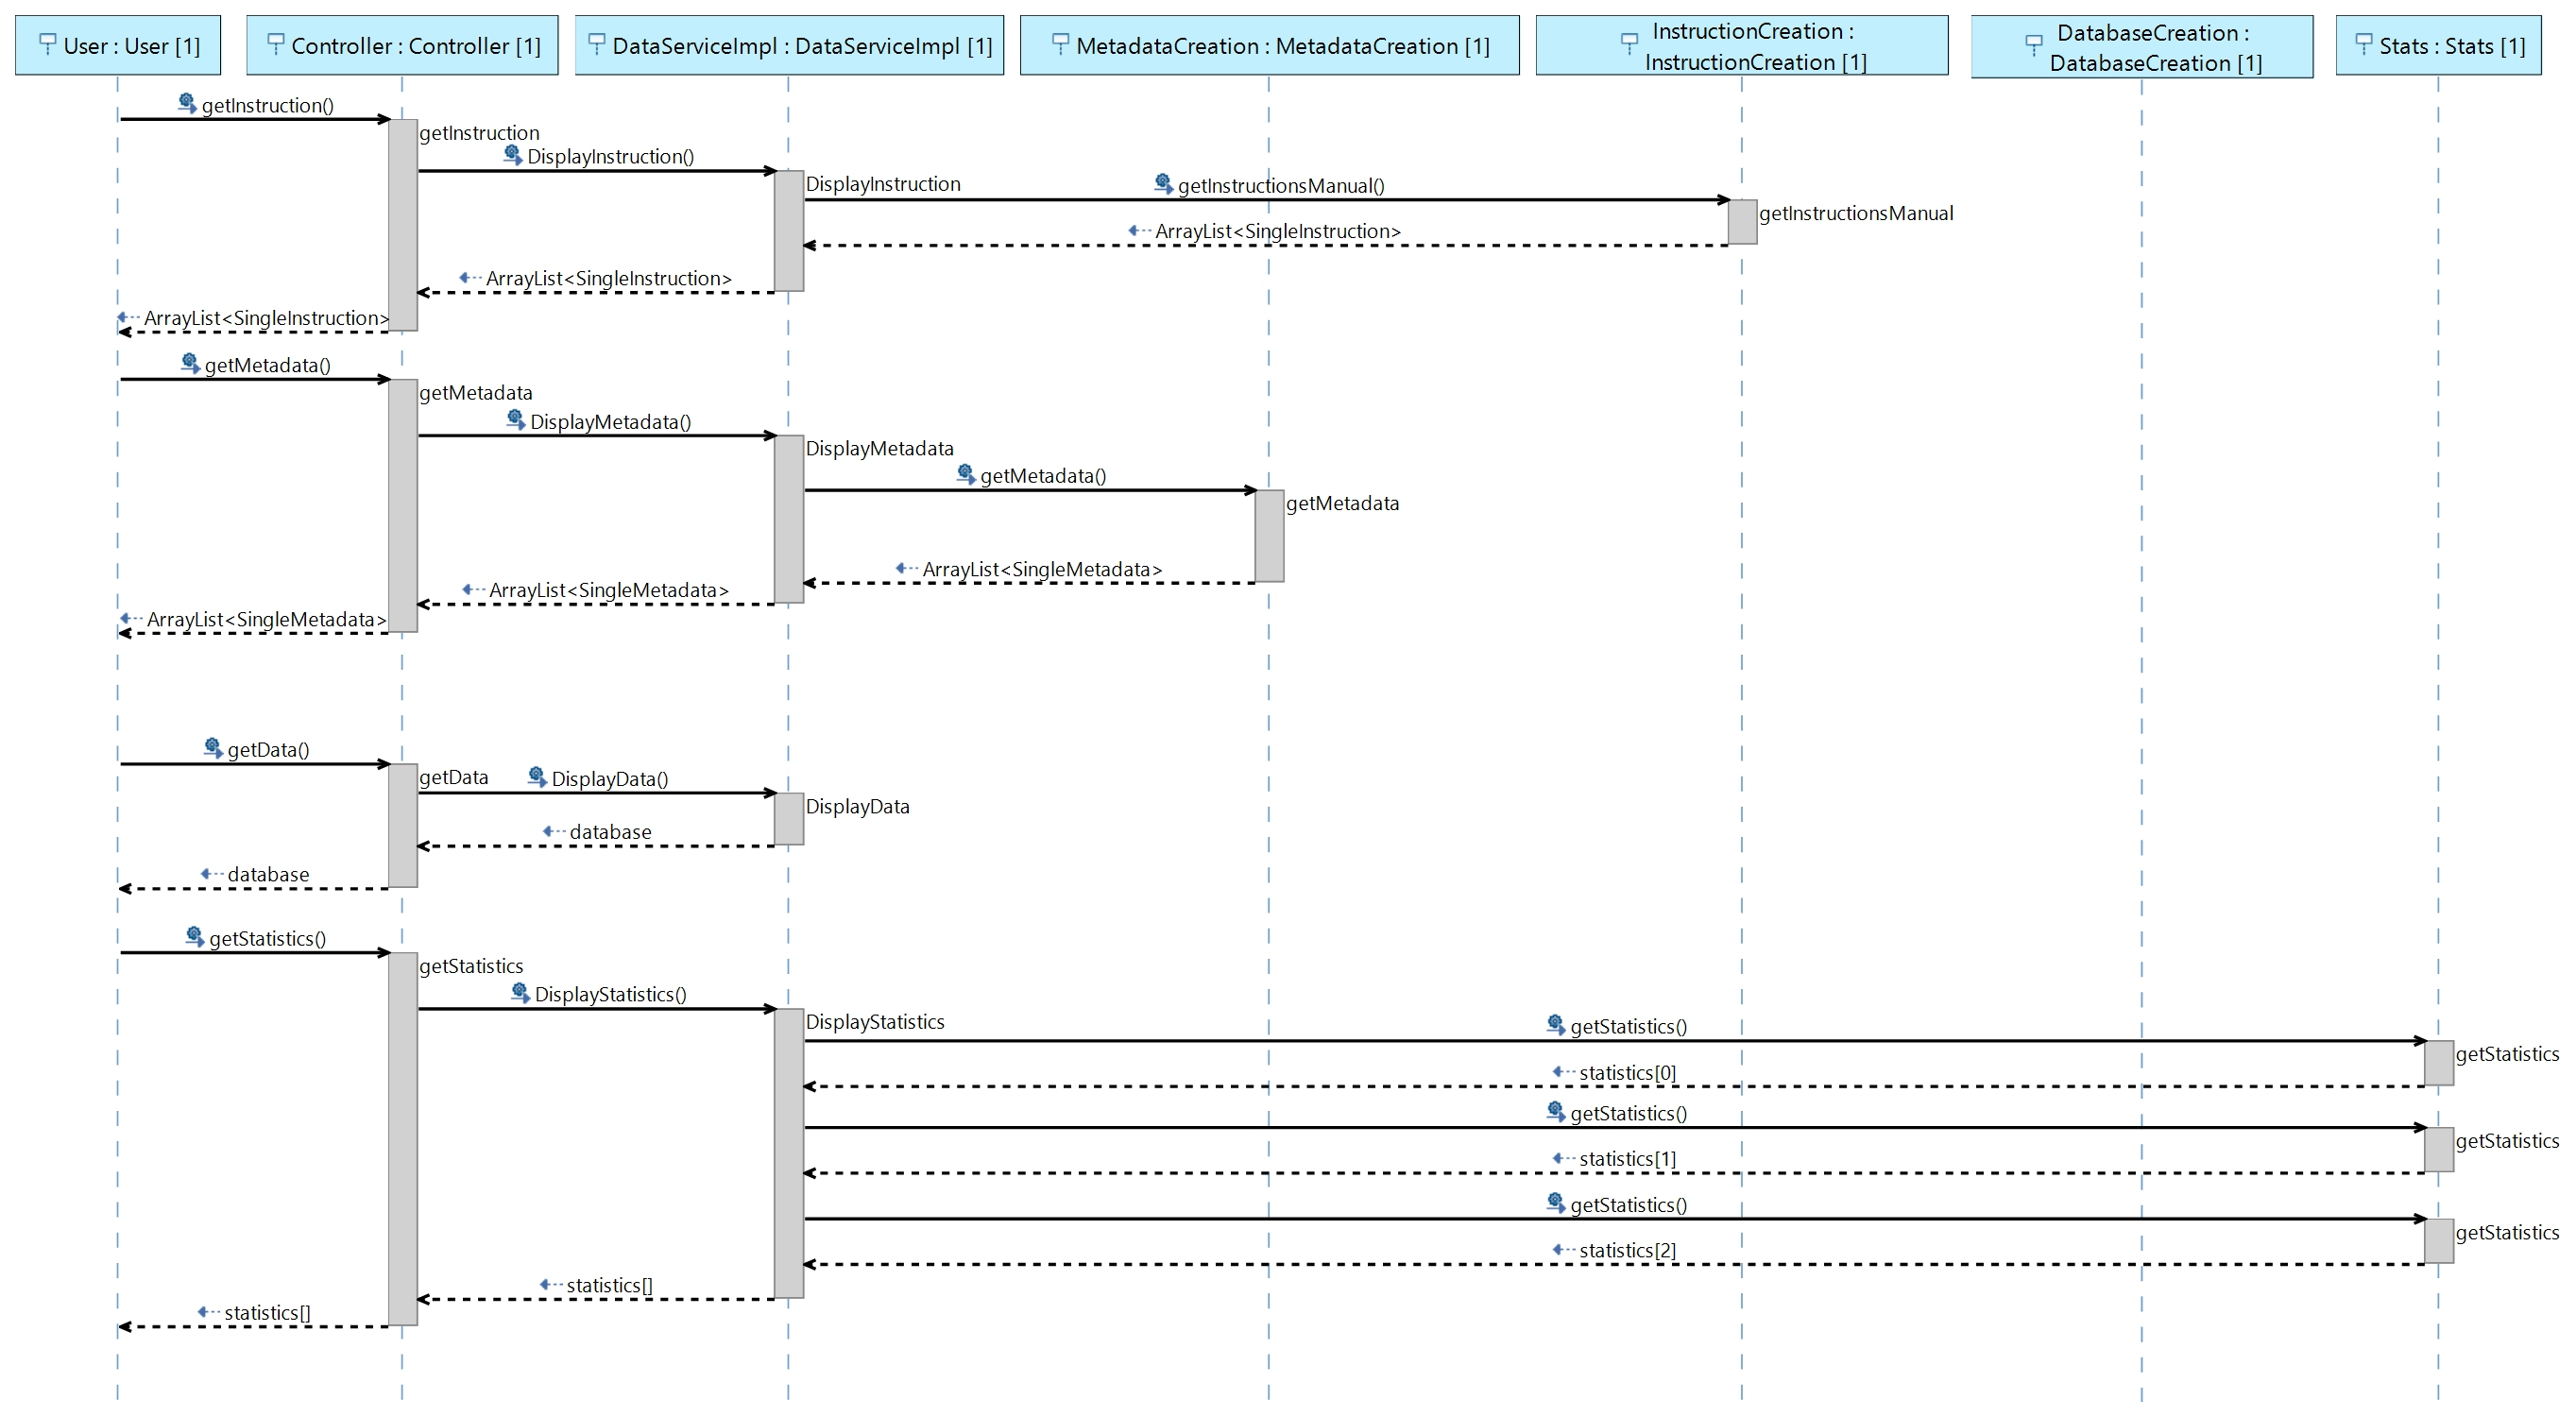 User : User [1]
Controller : Controller [1]
DataServiceImpl : DataServiceImpl [1]
MetadataCreation : MetadataCreation [1]
InstructionCreation :
InstructionCreation [1]
DatabaseCreation :
DatabaseCreation [1]
Stats : Stats [1]
getInstruction()
getInstruction
DisplayInstruction()
DisplayInstruction
getInstructionsManual()
getInstructionsManual
ArrayList<SingleInstruction>
ArrayList<SingleInstruction>
ArrayList<SingleInstruction>
getMetadata()
getMetadata
DisplayMetadata()
DisplayMetadata
getMetadata()
getMetadata
ArrayList<SingleMetadata>
ArrayList<SingleMetadata>
ArrayList<SingleMetadata>
getData()
getData
DisplayData()
DisplayData
database
database
getStatistics()
getStatistics
DisplayStatistics()
DisplayStatistics
getStatistics()
getStatistics
statistics[0]
getStatistics()
getStatistics
statistics[1]
getStatistics()
getStatistics
statistics[2]
statistics[]
statistics[]